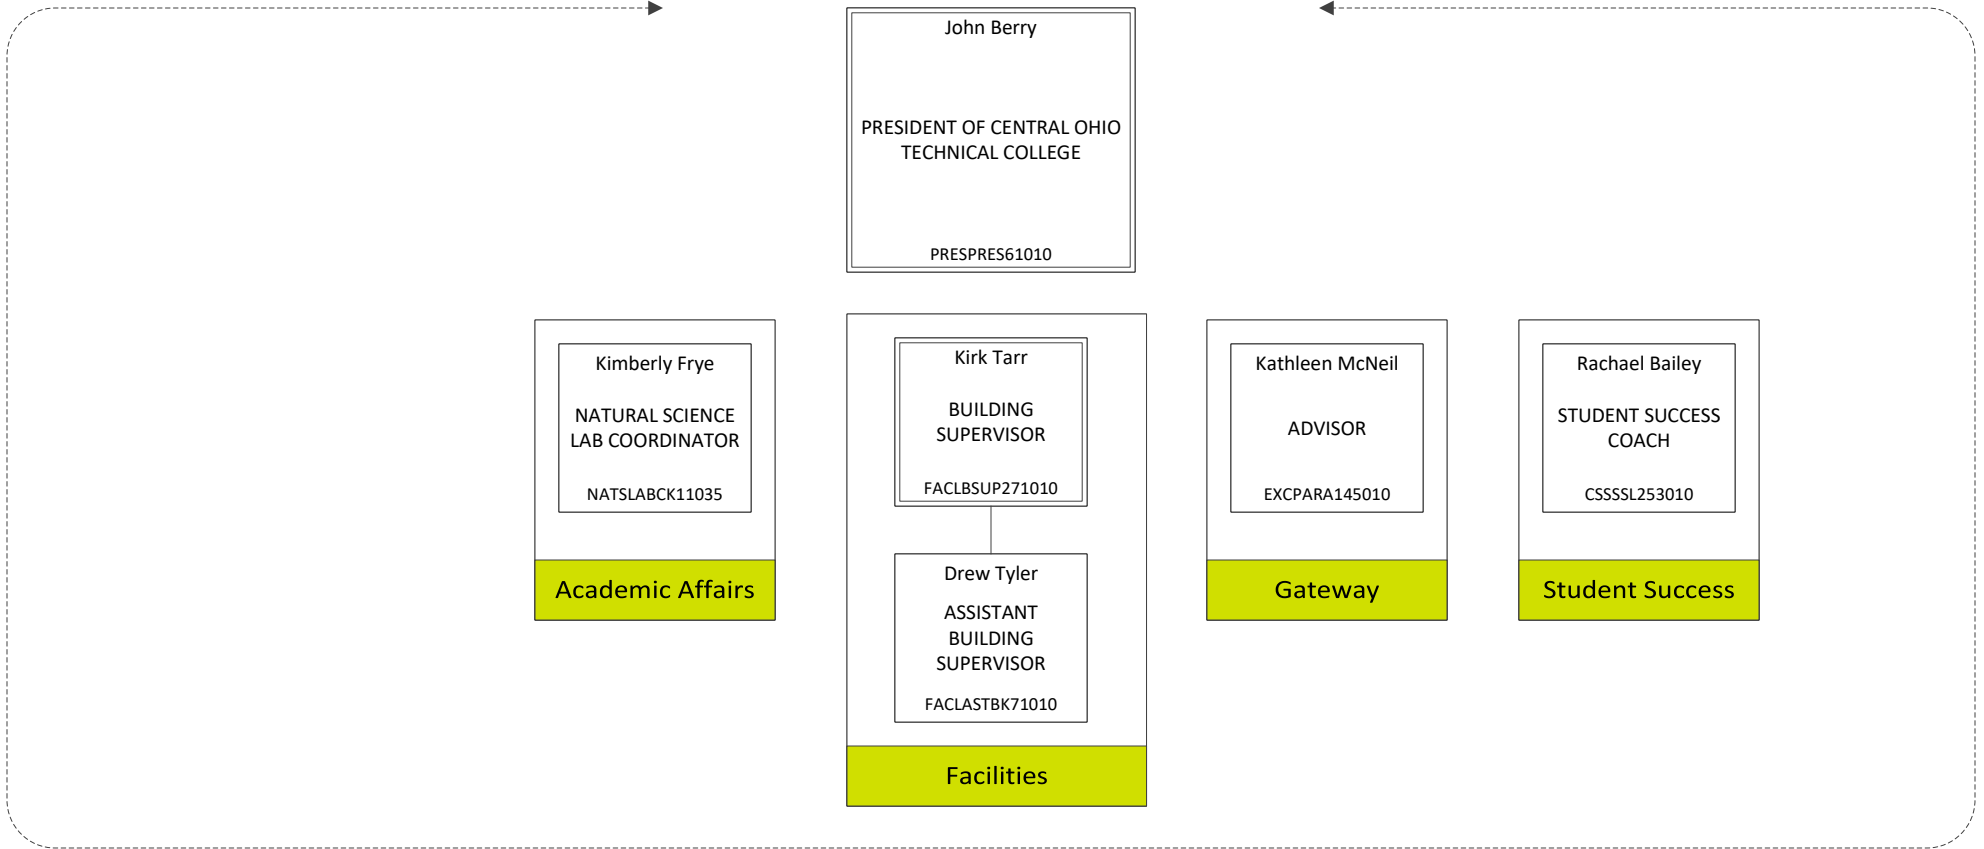 John Berry
PRESIDENT OF CENTRAL OHIO
TECHNICAL COLLEGE
PRESPRES61010
Kimberly Frye
NATURAL SCIENCE
LAB COORDINATOR
NATSLABCK11035
Academic Affairs
Kirk Tarr
BUILDING
SUPERVISOR
FACLBSUP271010
Drew Tyler
ASSISTANT
BUILDING
SUPERVISOR
FACLASTBK71010
Facilities
Kathleen McNeil
ADVISOR
EXCPARA145010
Gateway
Rachael Bailey
STUDENT SUCCESS
COACH
CSSSSL253010
Student Success